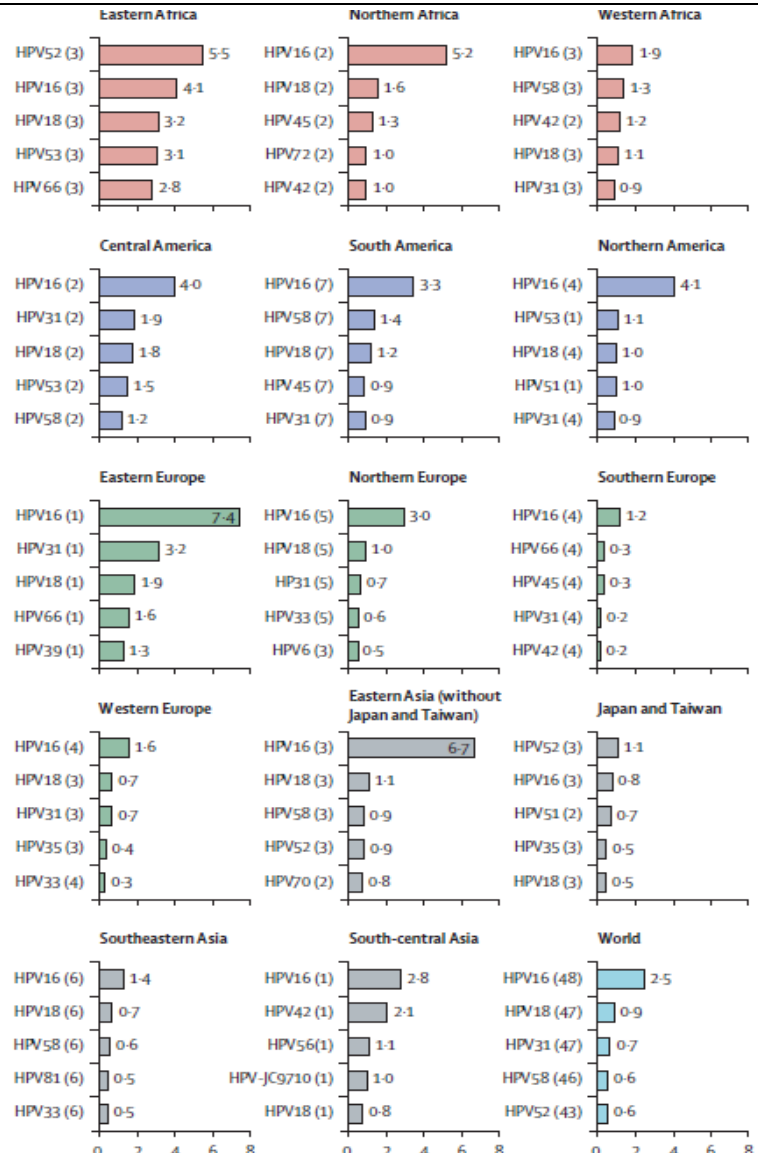 Eastern Africa Northern Africa Western Africa
HPV52 (3) 5·5 HPV16 (2) 5·2 HPV16 (3) 1·9
HPV16 (3) 4·1 HPV18 (2) 1·6 HPV58 (3) 1·3
HPV18 (3) 3·2 HPV45 (2) 1·3 HPV42 (2) 1·2
HPV53 (3) 3·1 HPV72 (2) 1·0 HPV18 (3) 1·1
HPV66 (3) 2·8 HPV42 (2) 1·0 HPV31 (3) 0·9
Central America South America Northern America
HPV16 (2) 4·0 HPV16 (7) 3·3 HPV16 (4) 4·1
HPV31 (2) 1·9 HPV58 (7) 1·4 HPV53 (1) 1·1
HPV18 (2) 1·8 HPV18 (7) 1·2 HPV18 (4) 1·0
HPV53 (2) 1·5 HPV45 (7) 0·9 HPV51 (1) 1·0
HPV58 (2) 1·2 HPV31 (7) 0·9 HPV31 (4) 0·9
Eastern Europe Northern Europe Southern Europe
HPV16 (1) 7·4 HPV16 (5) 3·0 HPV16 (4) 1·2
HPV31 (1) 3·2 HPV18 (5) 1·0 HPV66 (4) 0·3
HPV18 (1) 1·9 HP31 (5) 0·7 HPV45 (4) 0·3
HPV66 (1) 1·6 HPV33 (5) 0·6 HPV31 (4) 0·2
HPV39 (1) 1·3 HPV6 (3) 0·5 HPV42 (4) 0·2
Western Europe Eastern Asia (without Japan and Taiwan) Japan and Taiwan
HPV16 (4) 1·6 HPV16 (3) 6·7 HPV52 (3) 1·1
HPV18 (3) 0·7 HPV18 (3) 1·1 HPV16 (3) 0·8
HPV31 (3) 0·7 HPV58 (3) 0·9 HPV51 (2) 0·7
HPV35 (3) 0·4 HPV52 (3) 0·9 HPV35 (3) 0·5
HPV33 (4) 0·3 HPV70 (2) 0·8 HPV18 (3) 0·5
Southeastern Asia South-central Asia World
HPV16 (6) 1·4 HPV16 (1) 2·8 HPV16 (48) 2·5
HPV18 (6) 0·7 HPV42 (1) 2·1 HPV18 (47) 0·9
HPV58 (6) 0·6 HPV56(1) 1·1 HPV31 (47) 0·7
HPV81 (6) 0·5 HPV-JC9710 (1) 1·0 HPV58 (46) 0·6
HPV33 (6) 0·5 HPV18 (1) 0·8 HPV52 (43) 0·6
0 2 4 6 8 0 2 4 6 8 0 2 4 6 8